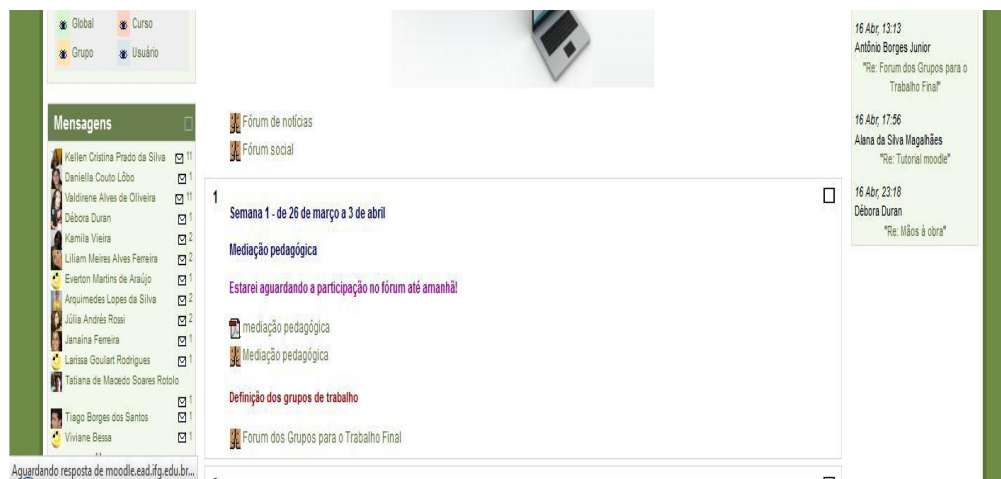 Global
Curso
Grupo
Usuário
Mensagens
Kellen Cristina Prado da Silva 11
Daniella Couto Lôbo 1
Valdirene Alves de Oliveira 11
Débora Duran 1
Kamila Vieira 2
Liliam Meires Alves Ferreira 2
Everton Martins de Araújo 1
Arquimedes Lopes da Silva 2
Júlia Andrés Rossi 2
Janaina Ferreira 1
Larissa Goulart Rodrigues 1
Tatiana de Macedo Soares Rotolo
1
Tiago Borges dos Santos 1
Viviane Bessa 1
Aguardando resposta de moodle.ead.ifg.edu.br...
Fórum de notícias
Fórum social
1
Semana 1 - de 26 de março a 3 de abril
Mediação pedagógica
Estarei aguardando a participação no fórum até amanhã!
mediação pedagógica
Mediação pedagógica
Definição dos grupos de trabalho
Forum dos Grupos para o Trabalho Final
16 Abr, 13:13
Antônio Borges Junior
"Re: Forum dos Grupos para o
Trabalho Final"
16 Abr, 17:56
Alana da Silva Magalhães
"Re: Tutorial moodle"
16 Abr, 23:18
Débora Duran
"Re: Mãos à obra"